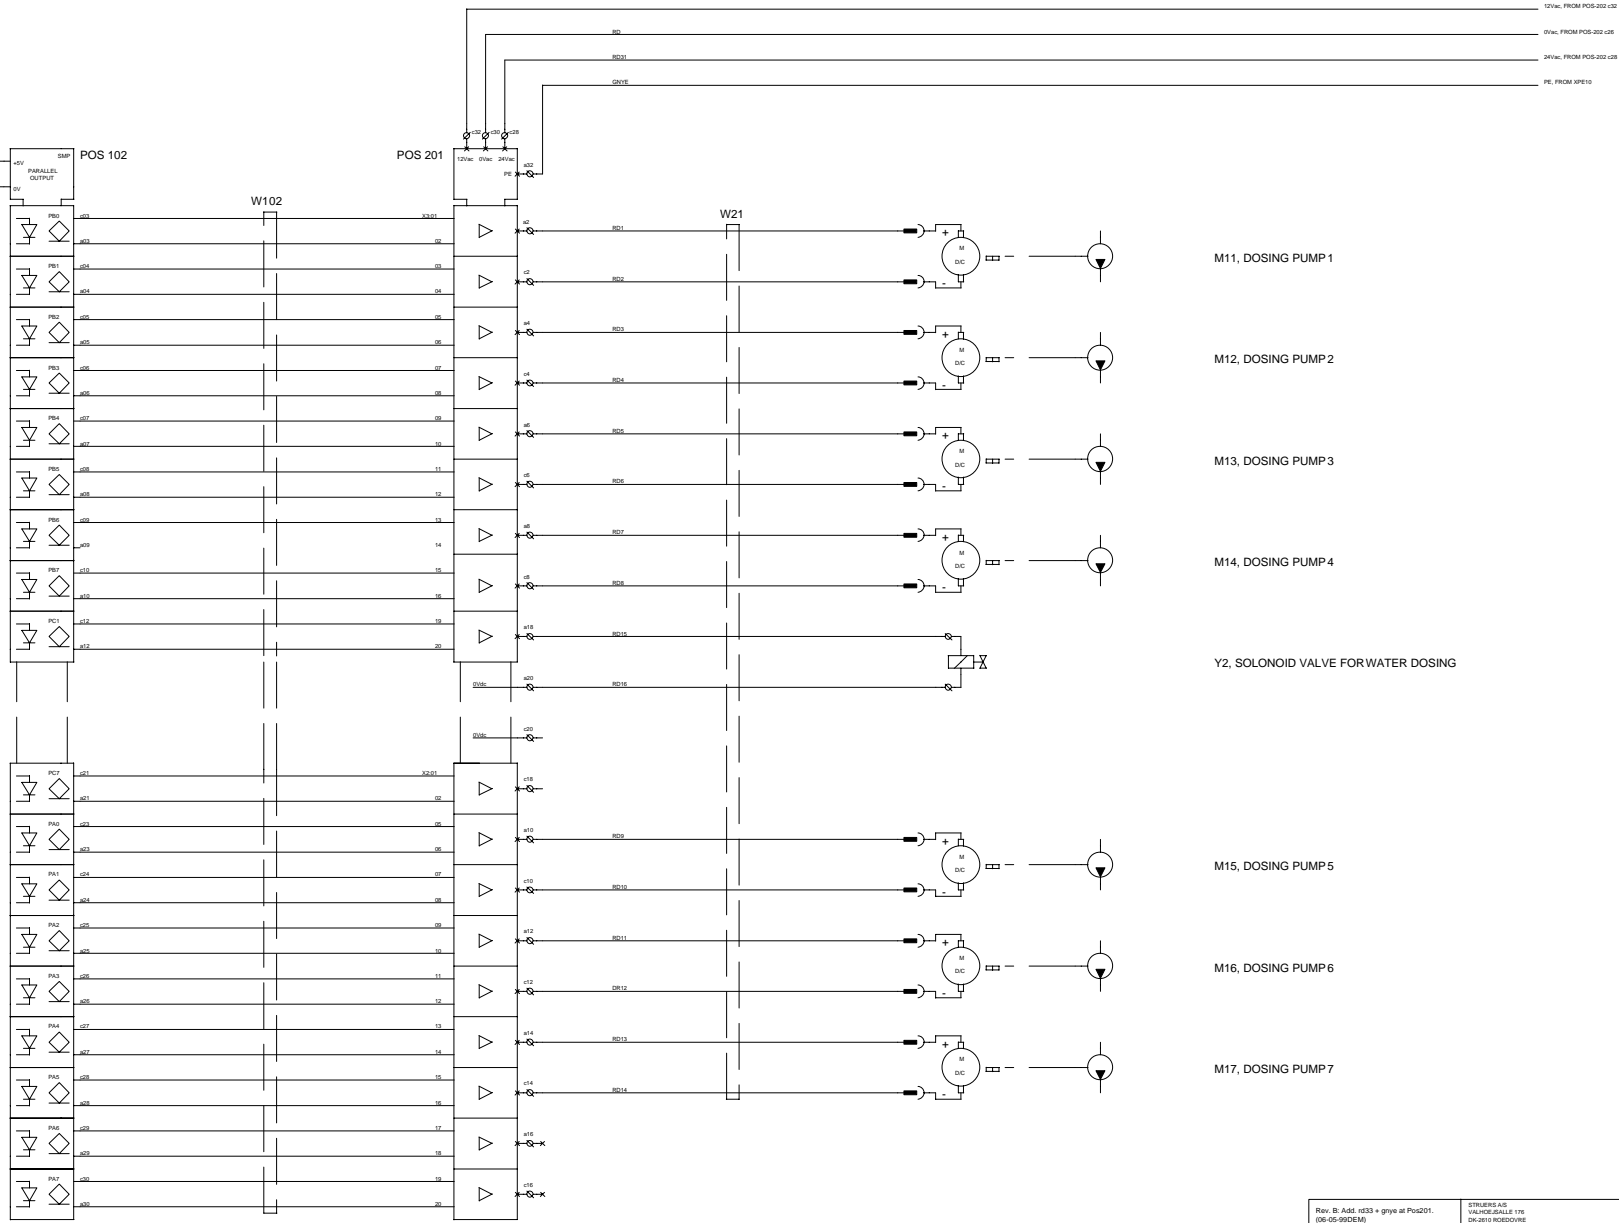 12Vac, FROM POS-202 c32
RD
0Vac, FROM POS-202 c26
RD31
24Vac, FROM POS-202 c28
GNYE
PE, FROM XPE10
c32 c30 c28
SMP
POS 102
POS 201
12Vac 0Vac 24Vac
+5V
PARALLEL
OUTPUT
a32
PE
0V
W102
W21
PB0 c03 X3:01 a2 RD1 +
a03 02
M D/C
M11, DOSING PUMP 1
PB1 c04 03 c2 RD2 -
a04 04
PB2 c05 05 a4 RD3 +
a05 06
M D/C
M12, DOSING PUMP 2
PB3 c06 07 c4 RD4 -
a06 08
PB4 c07 09 a6 RD5 +
a07 10
M D/C
M13, DOSING PUMP 3
PB5 c08 11 c6 RD6 -
a08 12
PB6 c09 13 a8 RD7 +
a09 14
M D/C
M14, DOSING PUMP 4
PB7 c10 15 c8 RD8 -
a10 16
PC1 c12 19 a18 RD15
a12 20
Y2, SOLONOID VALVE FOR WATER DOSING
0Vdc a20 RD16
0Vdc c20
PC7 c21 X2:01 c18
a21 02
PA0 c23 05 a10 RD9 +
a23 06
M D/C
M15, DOSING PUMP 5
PA1 c24 07 c10 RD10 -
a24 08
PA2 c25 09 a12 RD11 +
a25 10
M D/C
M16, DOSING PUMP 6
PA3 c26 11 c12 DR12 -
a26 12
PA4 c27 13 a14 RD13 +
a27 14
M D/C
M17, DOSING PUMP 7
PA5 c28 15 c14 RD14 -
a28 16
PA6 c29 17 a16
a29 18
PA7 c30 19 c16
a30 20
Rev. B: Add. rd33 + gnye at Pos201.
(06-05-99DEM)
STRUERS A/S
VALHOEJSALLE 176
DK-2610 ROEDOVRE